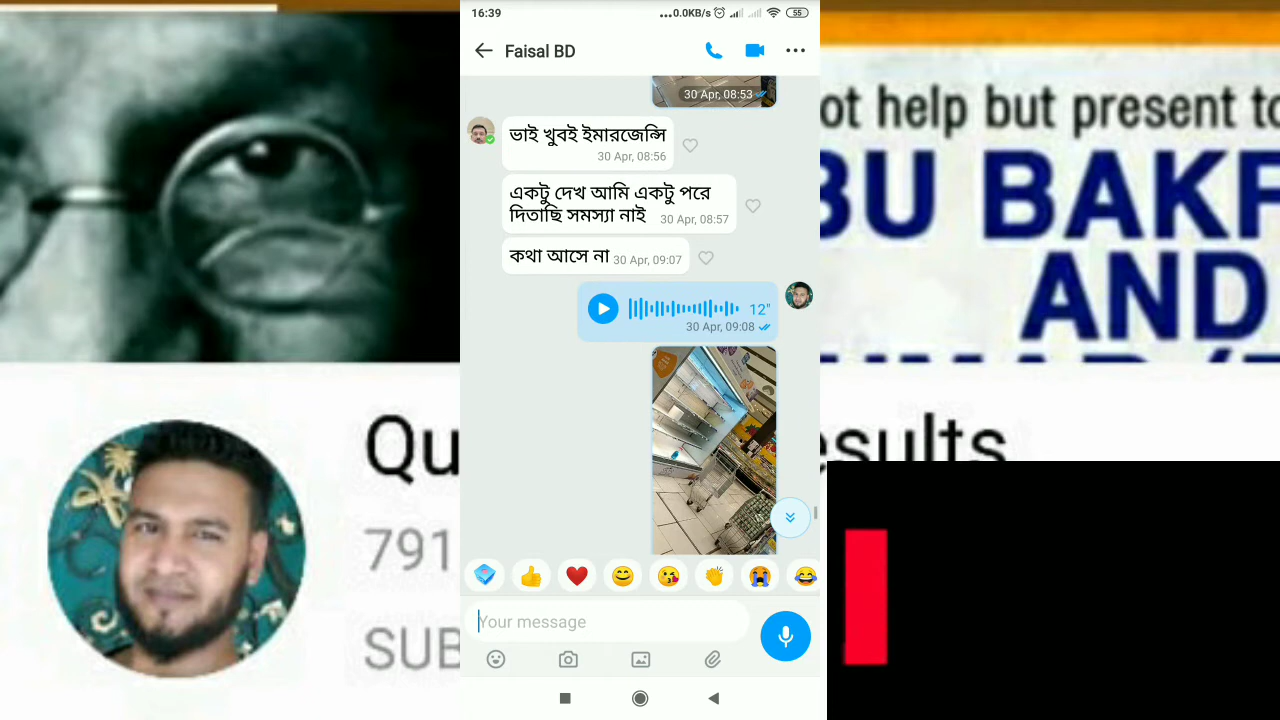 16:39
...0.0KB/s
55
Faisal BD
30 Apr, 08:53
ভাই খুবই ইমারজেন্সি
30 Apr, 08:56
একটু দেখ আমি একটু পরে
দিতাছি সমস্যা নাই 30 Apr, 08:57
কথা আসে না 30 Apr, 09:07
12"
30 Apr, 09:08
Your message
ot help but present to
BU BAKR
AND
Qu
esults
791
SUB